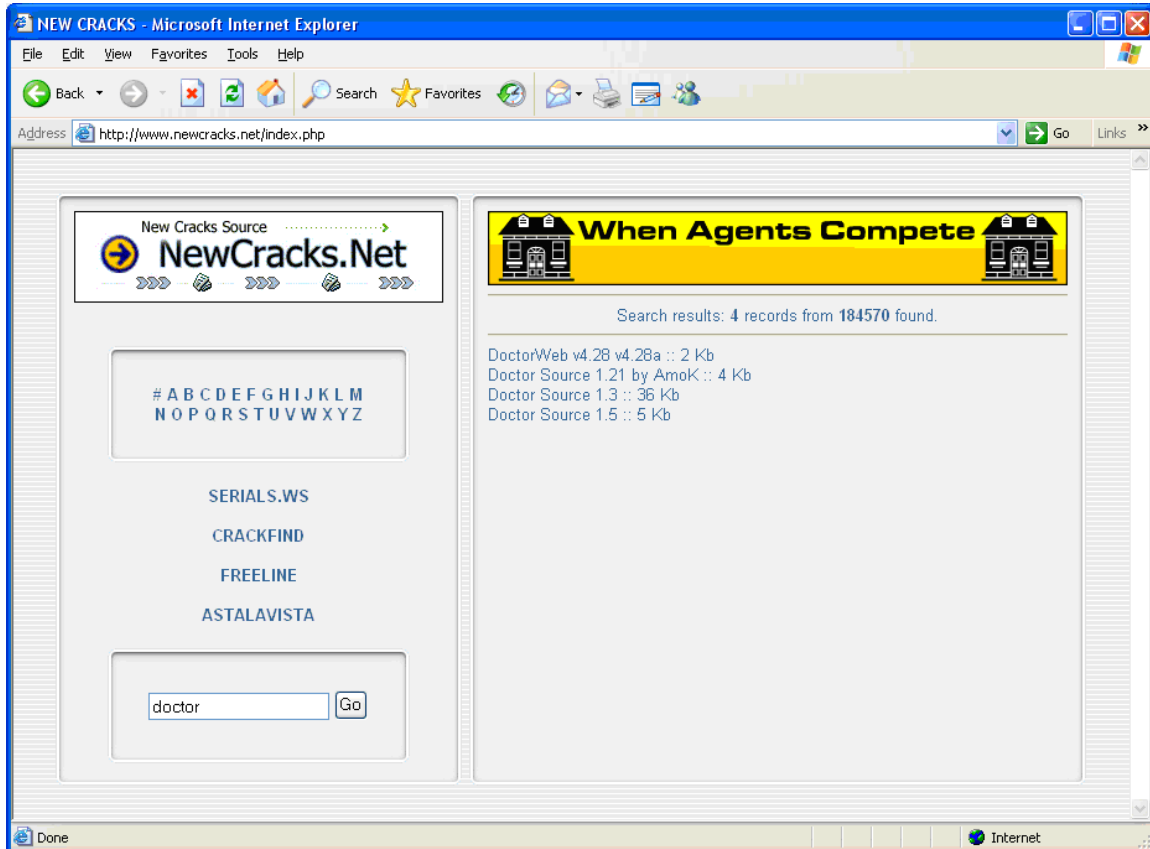 NEW CRACKS - Microsoft Internet Explorer
File Edit View Favorites Tools Help
Back Search Favorites
Address http://www.newcracks.net/index.php Go Links »
New Cracks Source
NewCracks.Net
When Agents Compete
Search results: 4 records from 184570 found.
DoctorWeb v4.28 v4.28a :: 2 Kb
Doctor Source 1.21 by AmoK :: 4 Kb
Doctor Source 1.3 :: 36 Kb
Doctor Source 1.5 :: 5 Kb
# A B C D E F G H I J K L M
N O P Q R S T U V W X Y Z
SERIALS.WS
CRACKFIND
FREELINE
ASTALAVISTA
doctor Go
Done Internet